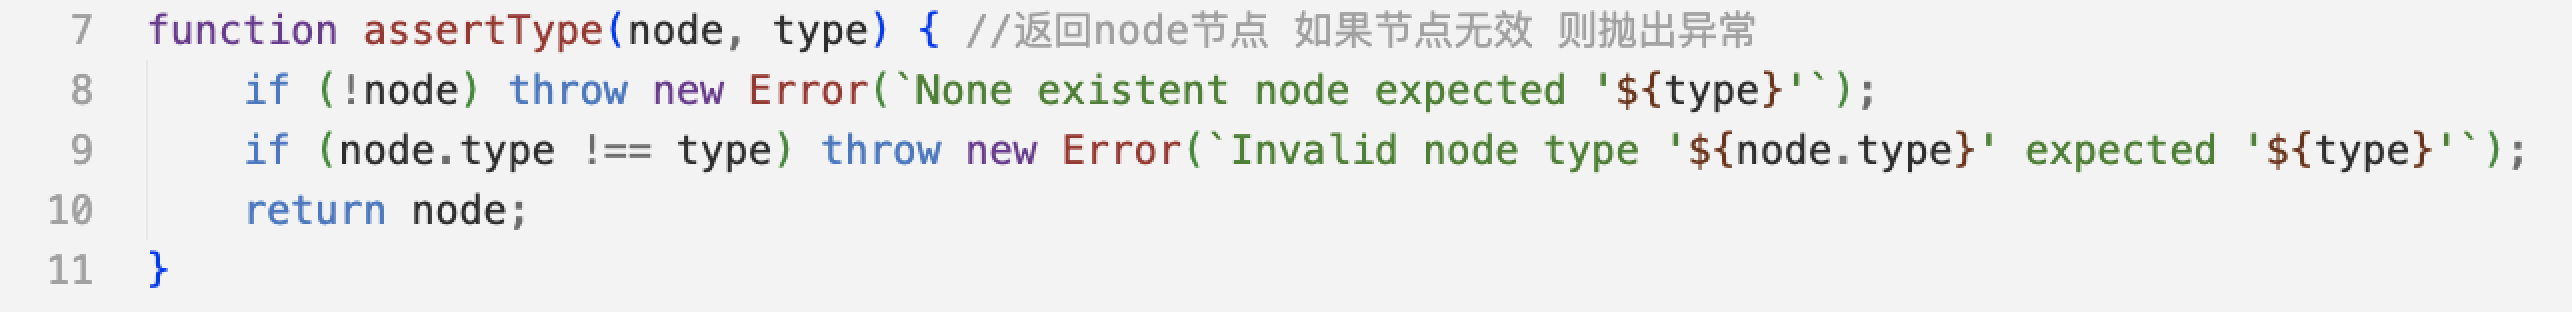 7 function assertType(node, type) { //返回node节点 如果节点无效 则抛出异常
8 if (!node) throw new Error(`None existent node expected '${type}'`);
9 if (node.type !== type) throw new Error(`Invalid node type '${node.type}' expected '${type}'`);
10 return node;
11 }